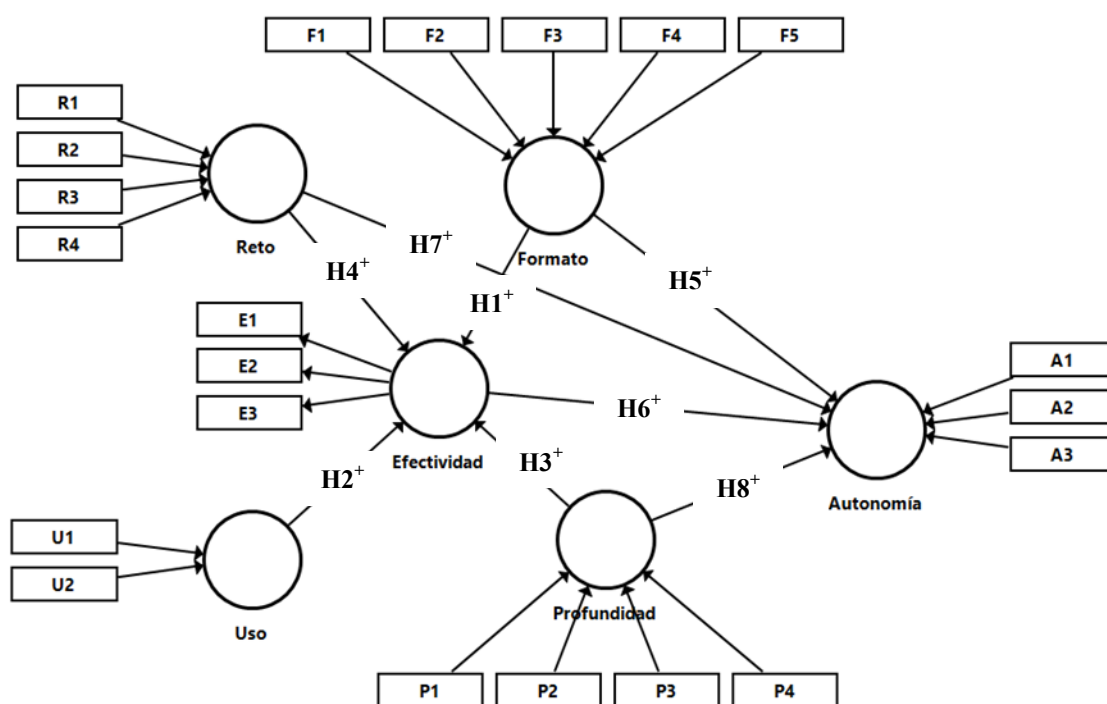 F1 F2 F3 F4 F5
R1
R2
R3
R4
Reto
Formato
H7+
H4+
H5+
H1+
E1
E2
E3
A1
A2
A3
H6+
Efectividad
H3+
H2+
H8+
Autonomía
U1
U2
Uso
Profundidad
P1 P2 P3 P4